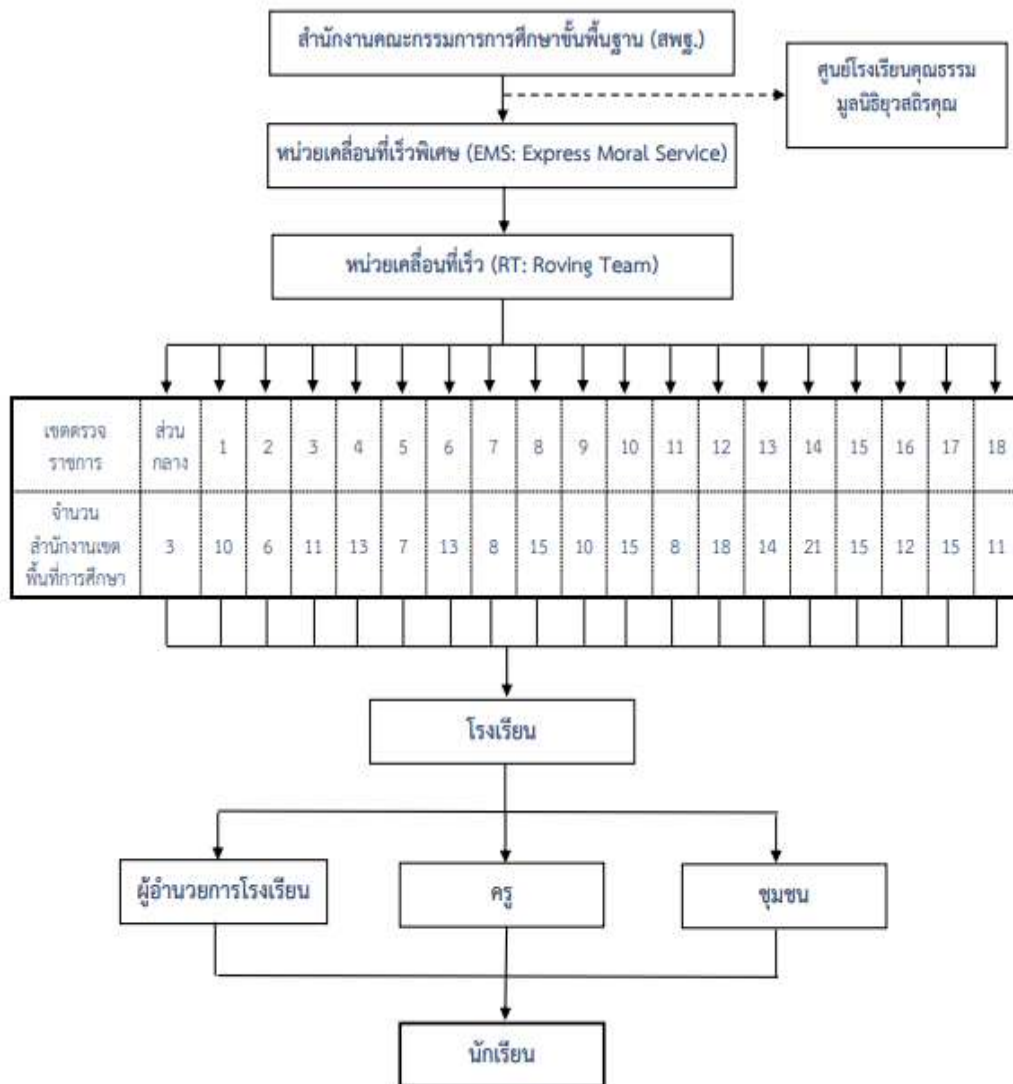 สำนักงานคณะกรรมการการศึกษาขั้นพื้นฐาน (สพฐ.)
ศูนย์โรงเรียนคุณธรรม
มูลนิธิยุวสถิรคุณ
หน่วยเคลื่อนที่เร็วพิเศษ (EMS: Express Moral Service)
หน่วยเคลื่อนที่เร็ว (RT: Roving Team)
เขตตรวจ
ราชการ
ส่วน
กลาง
1 2 3 4 5 6 7 8 9 10 11 12 13 14 15 16 17 18
จำนวน
สำนักงานเขต
พื้นที่การศึกษา
3 10 6 11 13 7 13 8 15 10 15 8 18 14 21 15 12 15 11
โรงเรียน
ผู้อำนวยการโรงเรียน
ครู
ชุมชน
นักเรียน